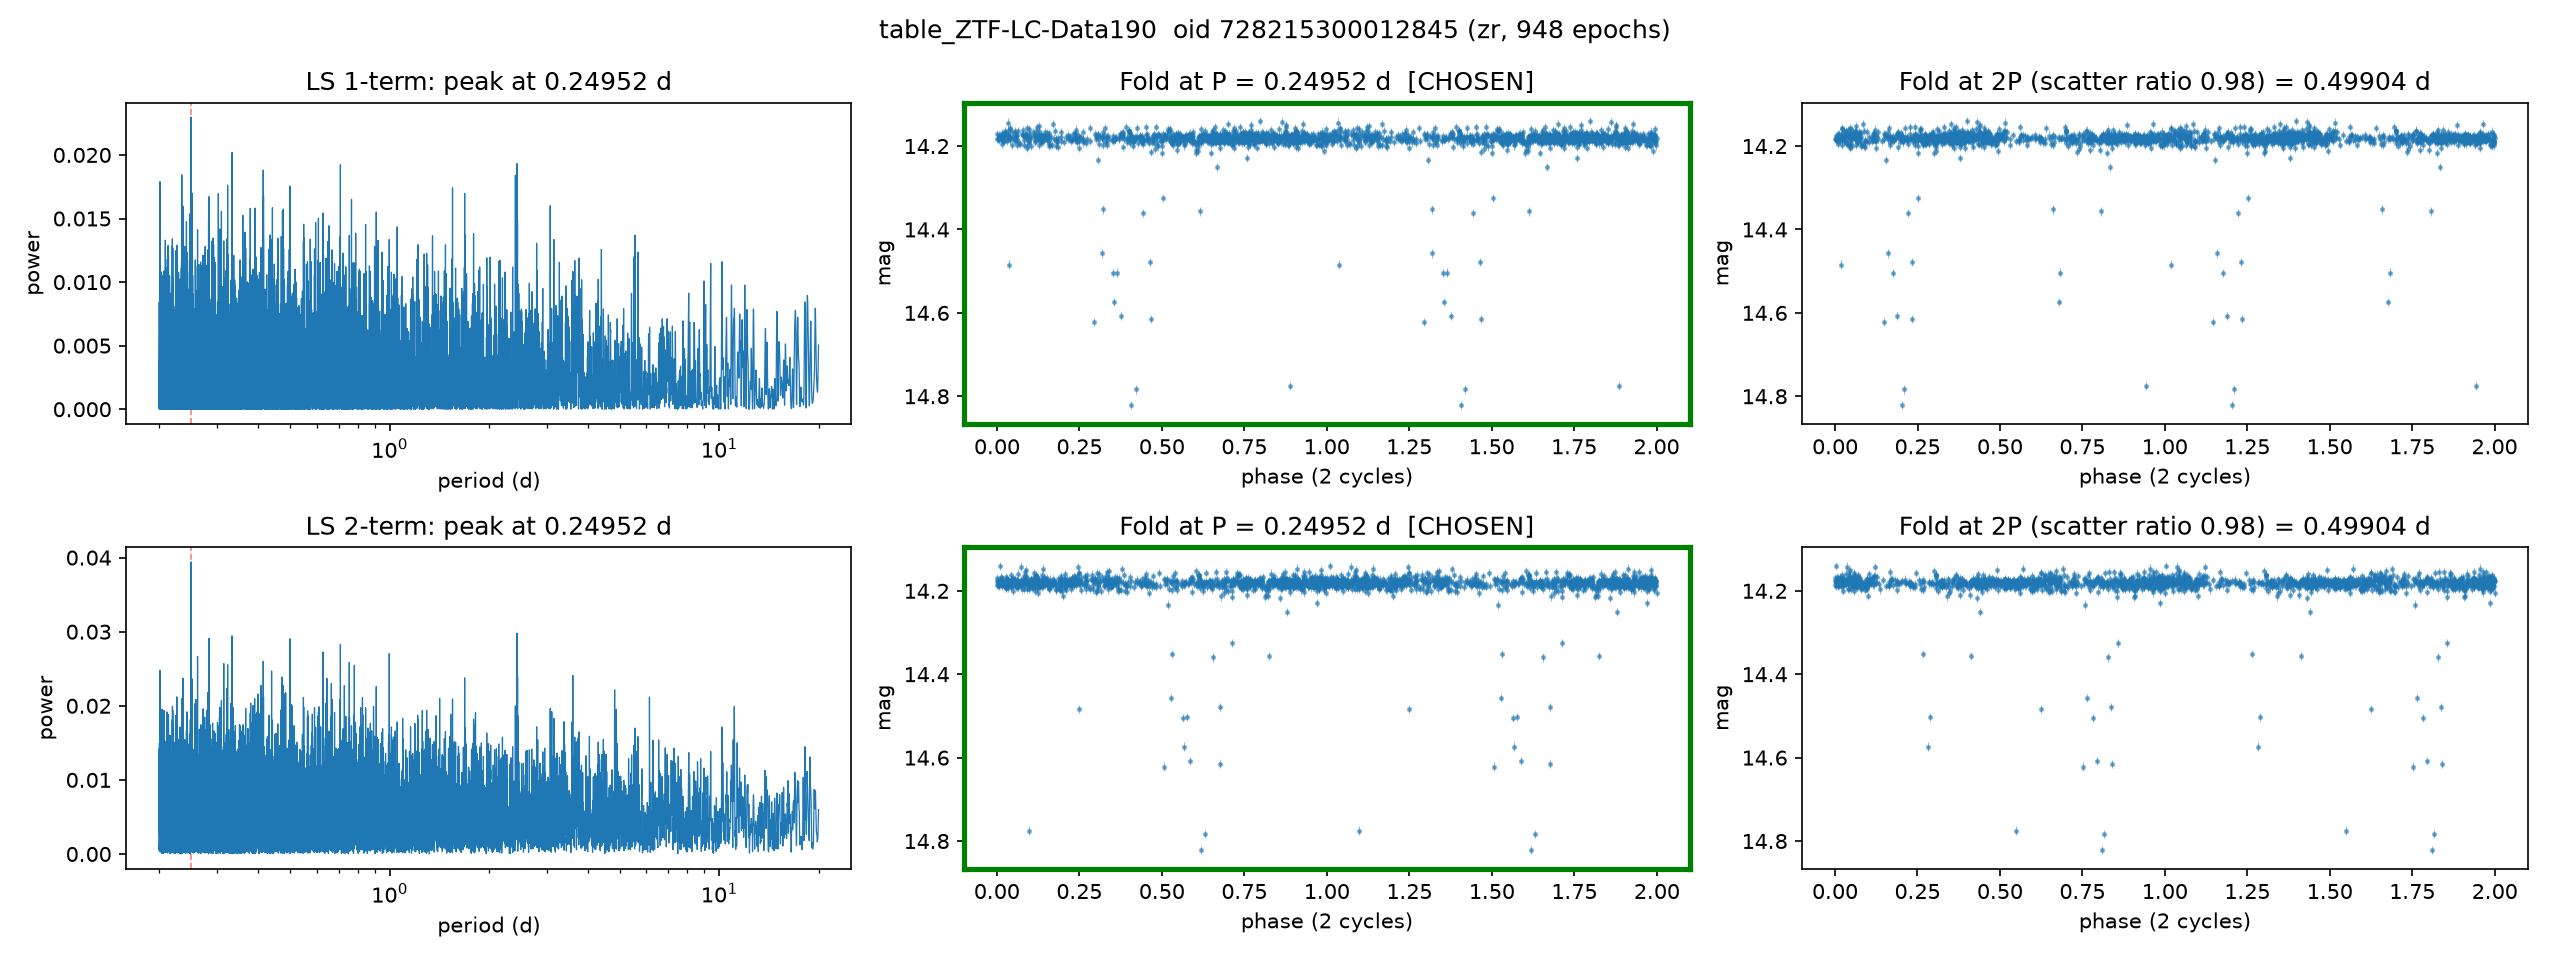 table_ZTF-LC-Data190  oid 728215300012845 (zr, 948 epochs)
LS 1-term: peak at 0.24952 d
power
0.020
0.015
0.010
0.005
0.000
10⁰
10¹
period (d)
Fold at P = 0.24952 d  [CHOSEN]
mag
14.2
14.4
14.6
14.8
0.00 0.25 0.50 0.75 1.00 1.25 1.50 1.75 2.00
phase (2 cycles)
Fold at 2P (scatter ratio 0.98) = 0.49904 d
mag
14.2
14.4
14.6
14.8
0.00 0.25 0.50 0.75 1.00 1.25 1.50 1.75 2.00
phase (2 cycles)
LS 2-term: peak at 0.24952 d
power
0.04
0.03
0.02
0.01
0.00
10⁰
10¹
period (d)
Fold at P = 0.24952 d  [CHOSEN]
mag
14.2
14.4
14.6
14.8
0.00 0.25 0.50 0.75 1.00 1.25 1.50 1.75 2.00
phase (2 cycles)
Fold at 2P (scatter ratio 0.98) = 0.49904 d
mag
14.2
14.4
14.6
14.8
0.00 0.25 0.50 0.75 1.00 1.25 1.50 1.75 2.00
phase (2 cycles)